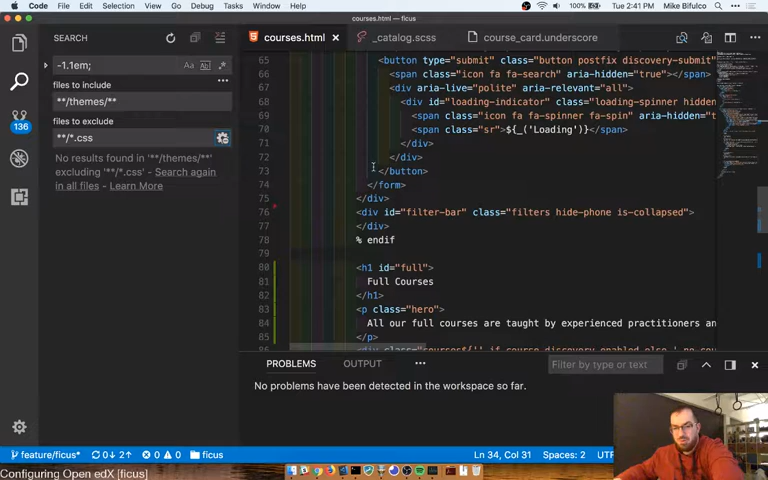 Code File Edit Selection View Go Debug Tasks Window Help
100% Tue 2:41 PM Mike Bifulco
courses.html — ficus
SEARCH
courses.html
_catalog.scss
course_card.underscore
-1.1em;
files to include
**/themes/**
files to exclude
**/*.css
No results found in '**/themes/**'
excluding '**/*.css' - Search again
in all files - Learn More
136
65 <button type="submit" class="button postfix discovery-submit"
66 <span class="icon fa fa-search" aria-hidden="true"></span>
67 <div aria-live="polite" aria-relevant="all">
68 <div id="loading-indicator" class="loading-spinner hidden
69 <span class="icon fa fa-spinner fa-spin" aria-hidden="t
70 <span class="sr">${_('Loading')}</span>
71 </div>
72 </div>
73 </button>
74 </form>
75 </div>
76 <div id="filter-bar" class="filters hide-phone is-collapsed">
77 </div>
78 % endif
79
80 <h1 id="full">
81 Full Courses
82 </h1>
83 <p class="hero">
84 All our full courses are taught by experienced practitioners an
85 </p>
86 <div class="courses${'' if course_discovery_enabled else ' no-cou
PROBLEMS
OUTPUT
Filter by type or text
No problems have been detected in the workspace so far.
feature/ficus* 0↓ 2↑ 0 0 ficus
Ln 34, Col 31 Spaces: 2
Configuring Open edX [ficus]